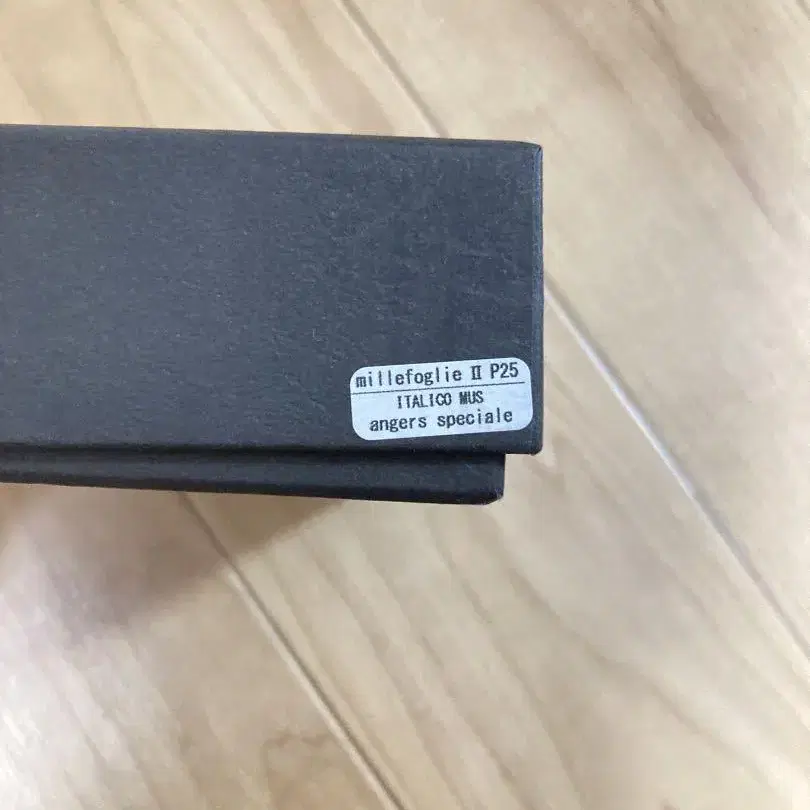 millefoglie Ⅱ P25
ITALICO MUS
angers speciale